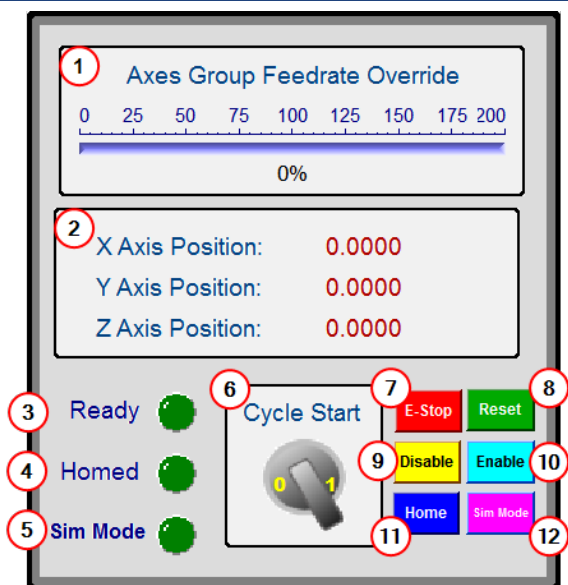 1
Axes Group Feedrate Override
0 25 50 75 100 125 150 175 200
0%
2
X Axis Position: 0.0000
Y Axis Position: 0.0000
Z Axis Position: 0.0000
3 Ready
4 Homed
5 Sim Mode
6
Cycle Start
0 1
7 E-Stop Reset 8
9 Disable Enable 10
Home Sim Mode
11 12